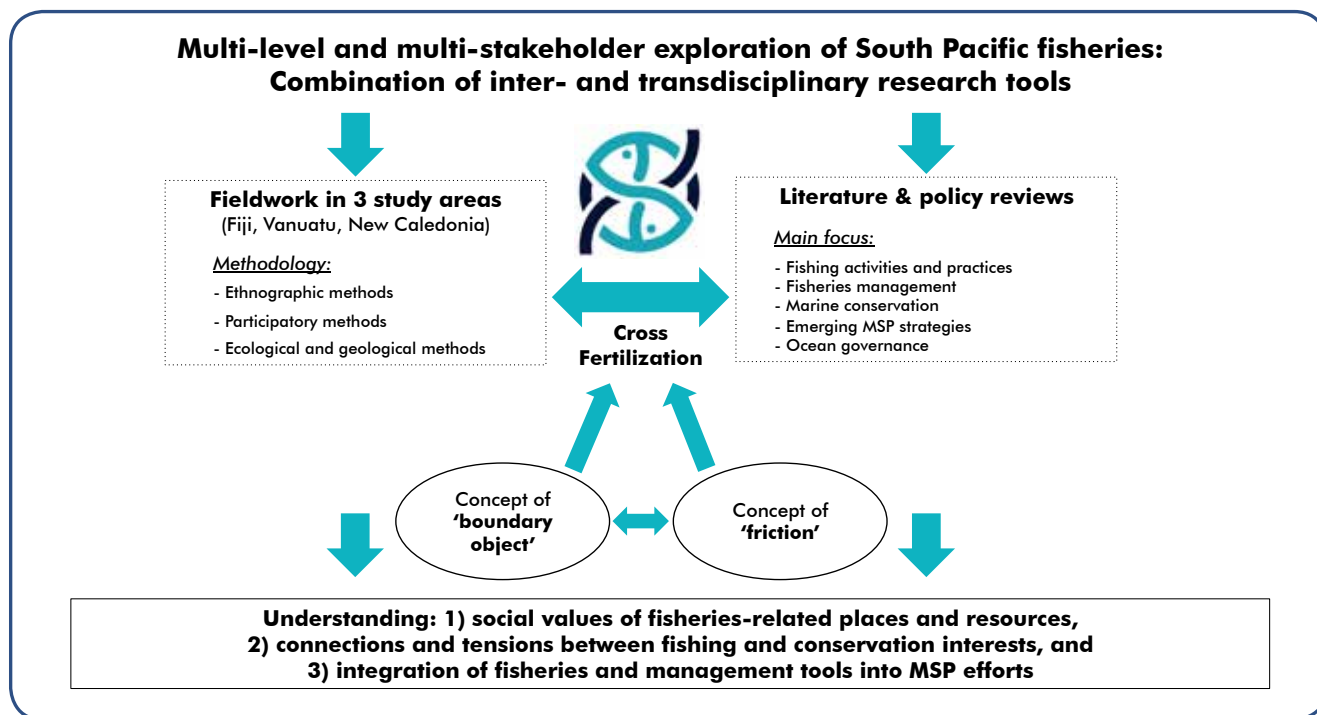 Multi-level and multi-stakeholder exploration of South Pacific fisheries:
Combination of inter- and transdisciplinary research tools
Fieldwork in 3 study areas
(Fiji, Vanuatu, New Caledonia)
Methodology:
- Ethnographic methods
- Participatory methods
- Ecological and geological methods
Cross
Fertilization
Literature & policy reviews
Main focus:
- Fishing activities and practices
- Fisheries management
- Marine conservation
- Emerging MSP strategies
- Ocean governance
Concept of
‘boundary
object’
Concept of
‘friction’
Understanding: 1) social values of fisheries-related places and resources,
2) connections and tensions between fishing and conservation interests, and
3) integration of fisheries and management tools into MSP efforts